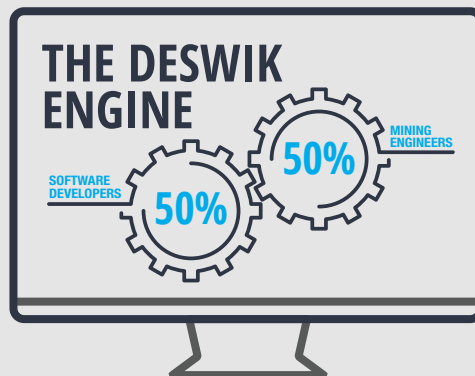 THE DESWIK
ENGINE
MINING
ENGINEERS
50%
SOFTWARE
DEVELOPERS
50%